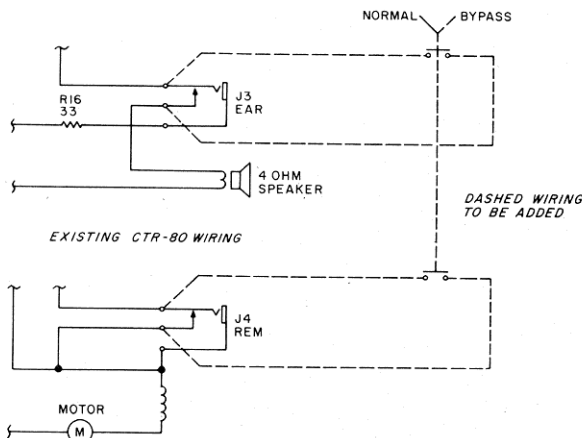 NORMAL
BYPASS
R16
33
J3
EAR
4 OHM
SPEAKER
DASHED WIRING
TO BE ADDED
EXISTING CTR-80 WIRING
J4
REM
MOTOR
M